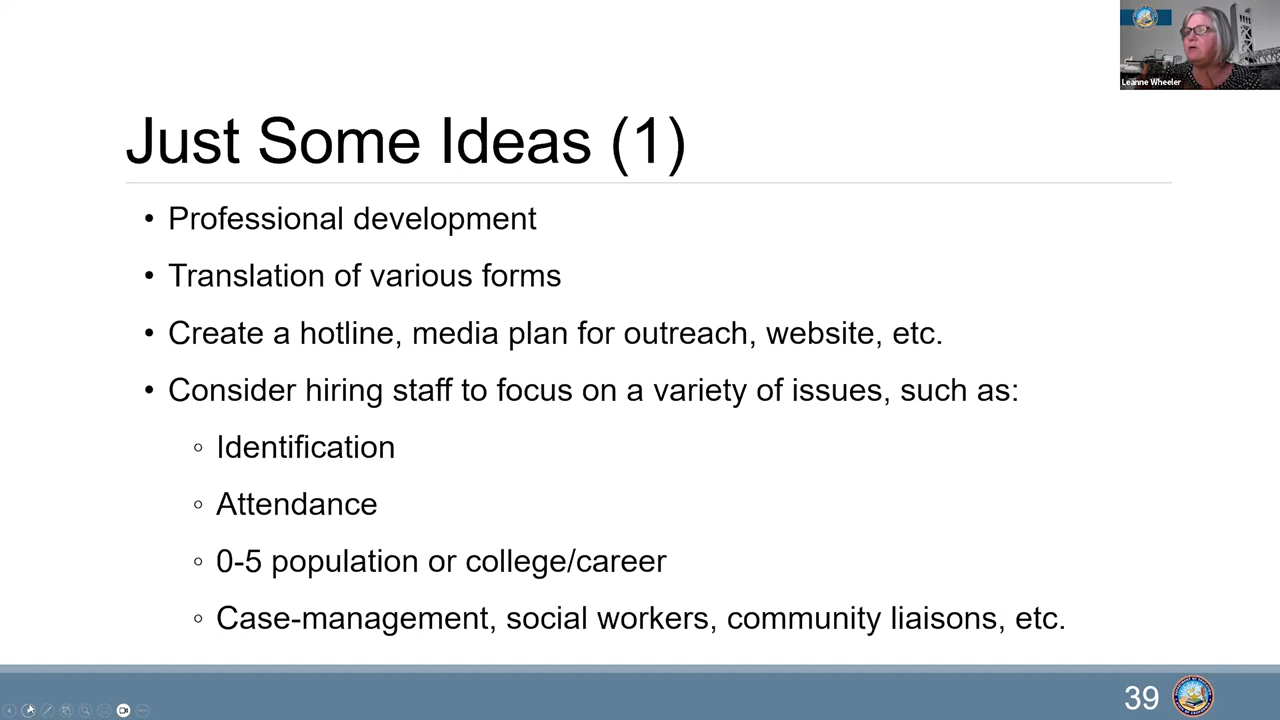 Leanne Wheeler
Just Some Ideas (1)
• Professional development
• Translation of various forms
• Create a hotline, media plan for outreach, website, etc.
• Consider hiring staff to focus on a variety of issues, such as:
◦ Identification
◦ Attendance
◦ 0-5 population or college/career
◦ Case-management, social workers, community liaisons, etc.
39